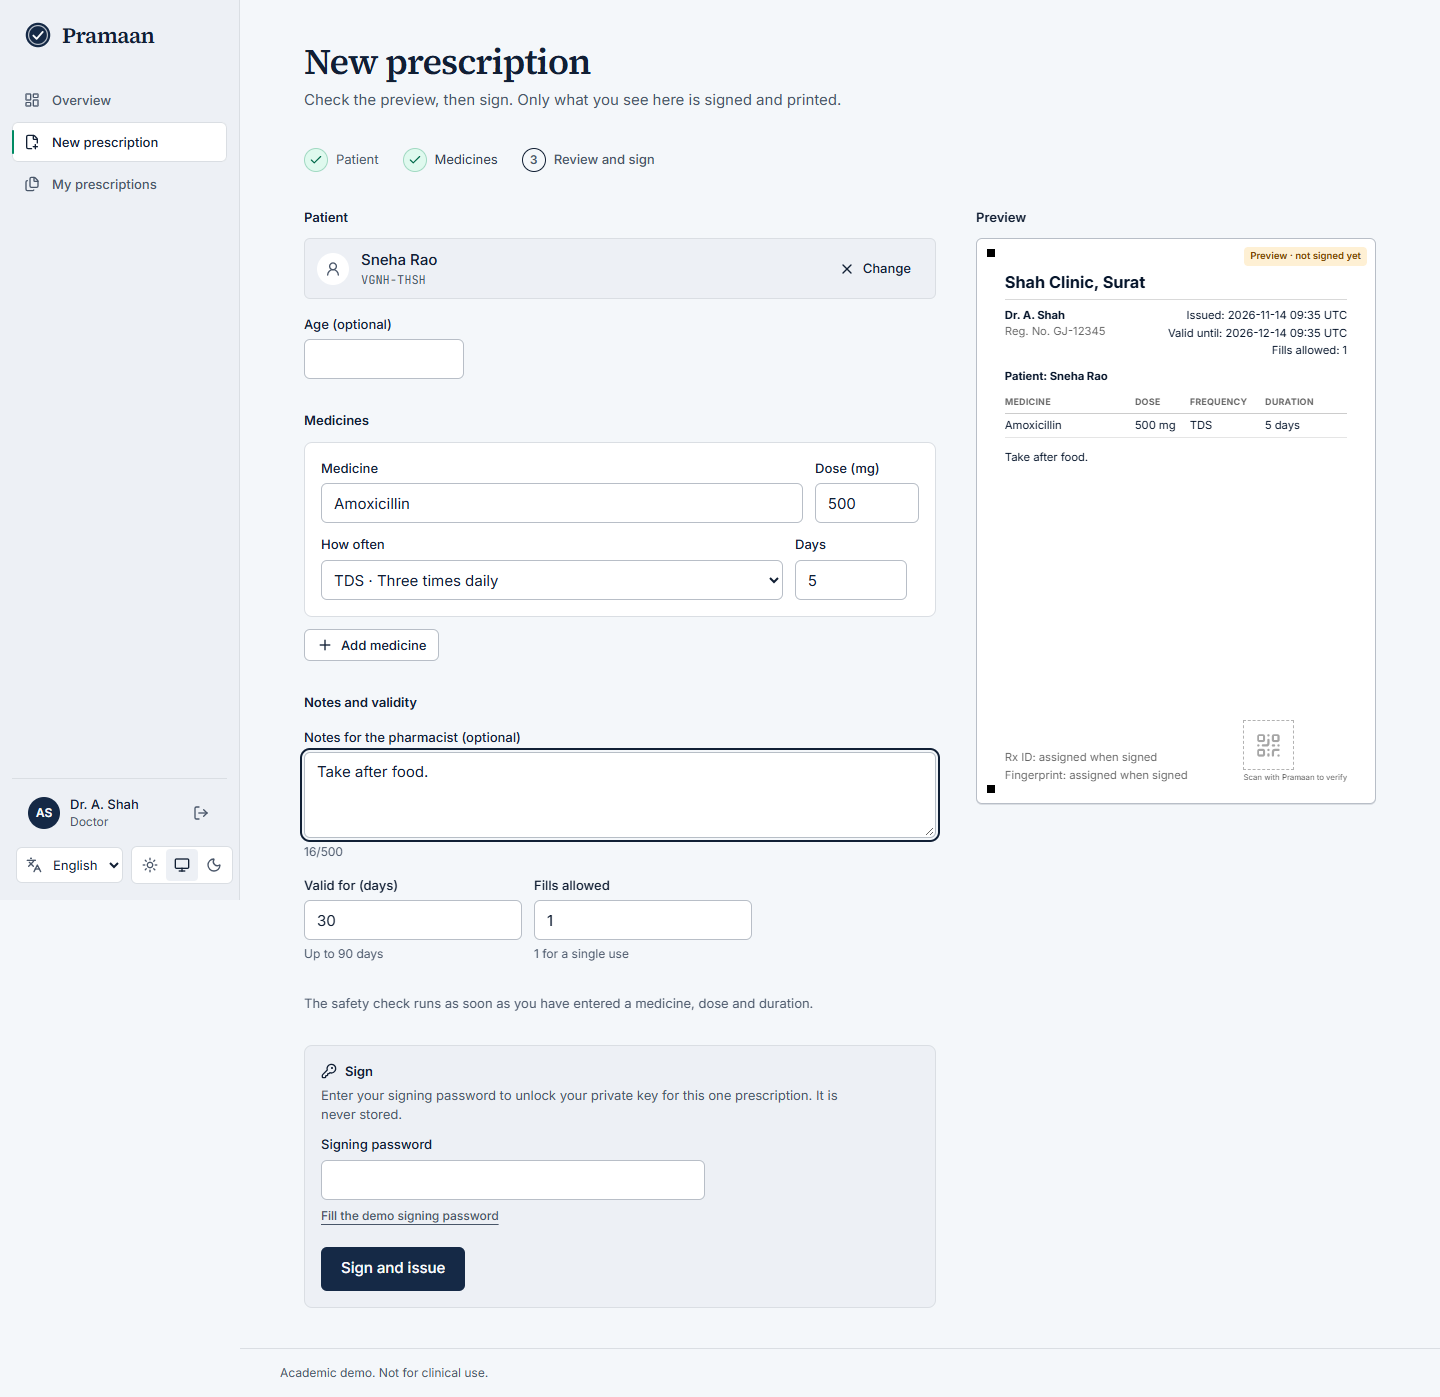 Pramaan
Overview
New prescription
My prescriptions
AS
Dr. A. Shah
Doctor
English
New prescription
Check the preview, then sign. Only what you see here is signed and printed.
Patient
Medicines
3 Review and sign
Patient
Sneha Rao
VGNH-THSH
Change
Age (optional)
Medicines
Medicine
Dose (mg)
Amoxicillin
500
How often
Days
TDS · Three times daily
5
Add medicine
Notes and validity
Notes for the pharmacist (optional)
Take after food.
16/500
Valid for (days)
Fills allowed
30
1
Up to 90 days
1 for a single use
The safety check runs as soon as you have entered a medicine, dose and duration.
Sign
Enter your signing password to unlock your private key for this one prescription. It is
never stored.
Signing password
Fill the demo signing password
Sign and issue
Preview
Preview · not signed yet
Shah Clinic, Surat
Dr. A. Shah
Issued: 2026-11-14 09:35 UTC
Reg. No. GJ-12345
Valid until: 2026-12-14 09:35 UTC
Fills allowed: 1
Patient: Sneha Rao
MEDICINE DOSE FREQUENCY DURATION
Amoxicillin 500 mg TDS 5 days
Take after food.
Rx ID: assigned when signed
Fingerprint: assigned when signed
Scan with Pramaan to verify
Academic demo. Not for clinical use.